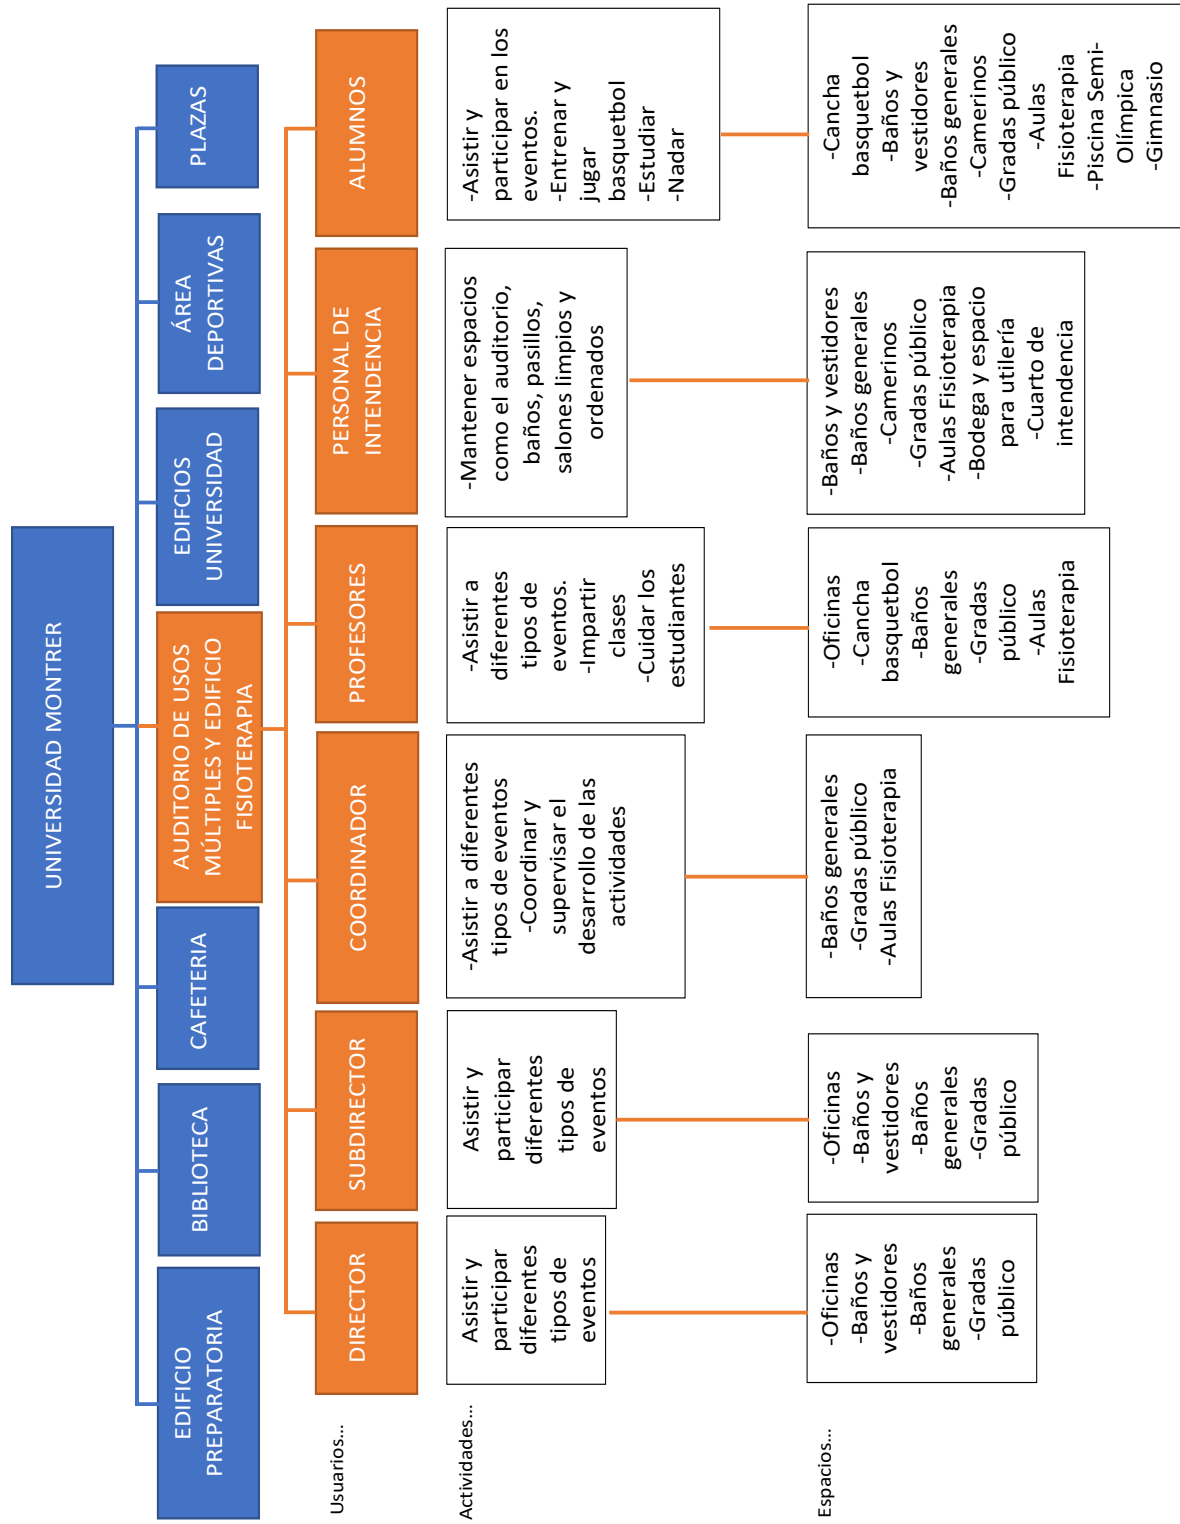 UNIVERSIDAD MONTRER
EDIFICIO
PREPARATORIA
BIBLIOTECA
CAFETERIA
AUDITORIO DE USOS
MÚLTIPLES Y EDIFICIO
FISIOTERAPIA
EDIFCIOS
UNIVERSIDAD
ÁREA
DEPORTIVAS
PLAZAS
Usuarios...
DIRECTOR
SUBDIRECTOR
COORDINADOR
PROFESORES
PERSONAL DE
INTENDENCIA
ALUMNOS
Actividades...
Asistir y
participar
diferentes
tipos de
eventos
Asistir y
participar
diferentes
tipos de
eventos
-Asistir a diferentes
tipos de eventos
-Coordinar y
supervisar el
desarrollo de las
actividades
-Asistir a
diferentes
tipos de
eventos.
-Impartir
clases
-Cuidar los
estudiantes
-Mantener espacios
como el auditorio,
baños, pasillos,
salones limpios y
ordenados
-Asistir y
participar en los
eventos.
-Entrenar y
jugar
basquetbol
-Estudiar
-Nadar
Espacios...
-Oficinas
-Baños y
vestidores
-Baños
generales
-Gradas
público
-Oficinas
-Baños y
vestidores
-Baños
generales
-Gradas
público
-Baños generales
-Gradas público
-Aulas Fisioterapia
-Oficinas
-Cancha
basquetbol
-Baños
generales
-Gradas
público
-Aulas
Fisioterapia
-Baños y vestidores
-Baños generales
-Camerinos
-Gradas público
-Aulas Fisioterapia
-Bodega y espacio
para utilería
-Cuarto de
intendencia
-Cancha
basquetbol
-Baños y
vestidores
-Baños generales
-Camerinos
-Gradas público
-Aulas
Fisioterapia
-Piscina Semi-
Olímpica
-Gimnasio